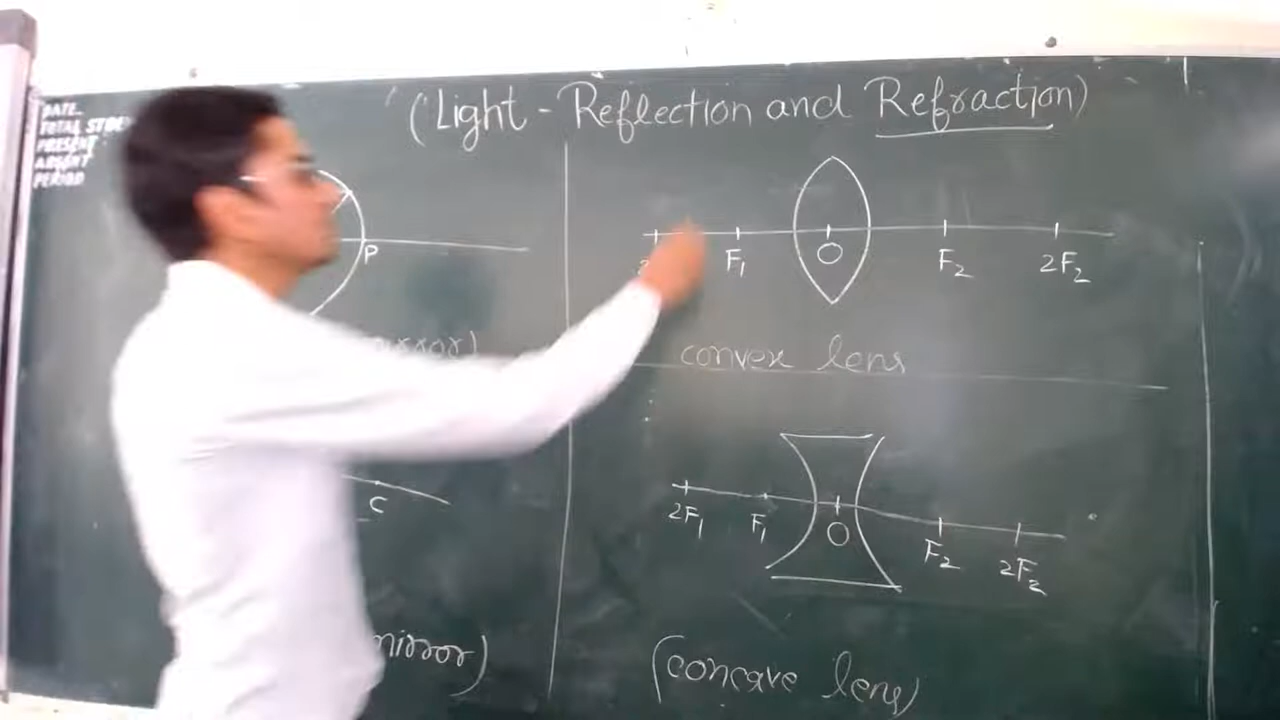 (Light - Reflection and Refraction)
DATE
TOTAL
PRESENT
ABSENT
PERIOD
P
F₁ O F₂ 2F₂
mirror)
convex lens
C
2F₁ F₁ O F₂ 2F₂
mirror)
(concave lens)